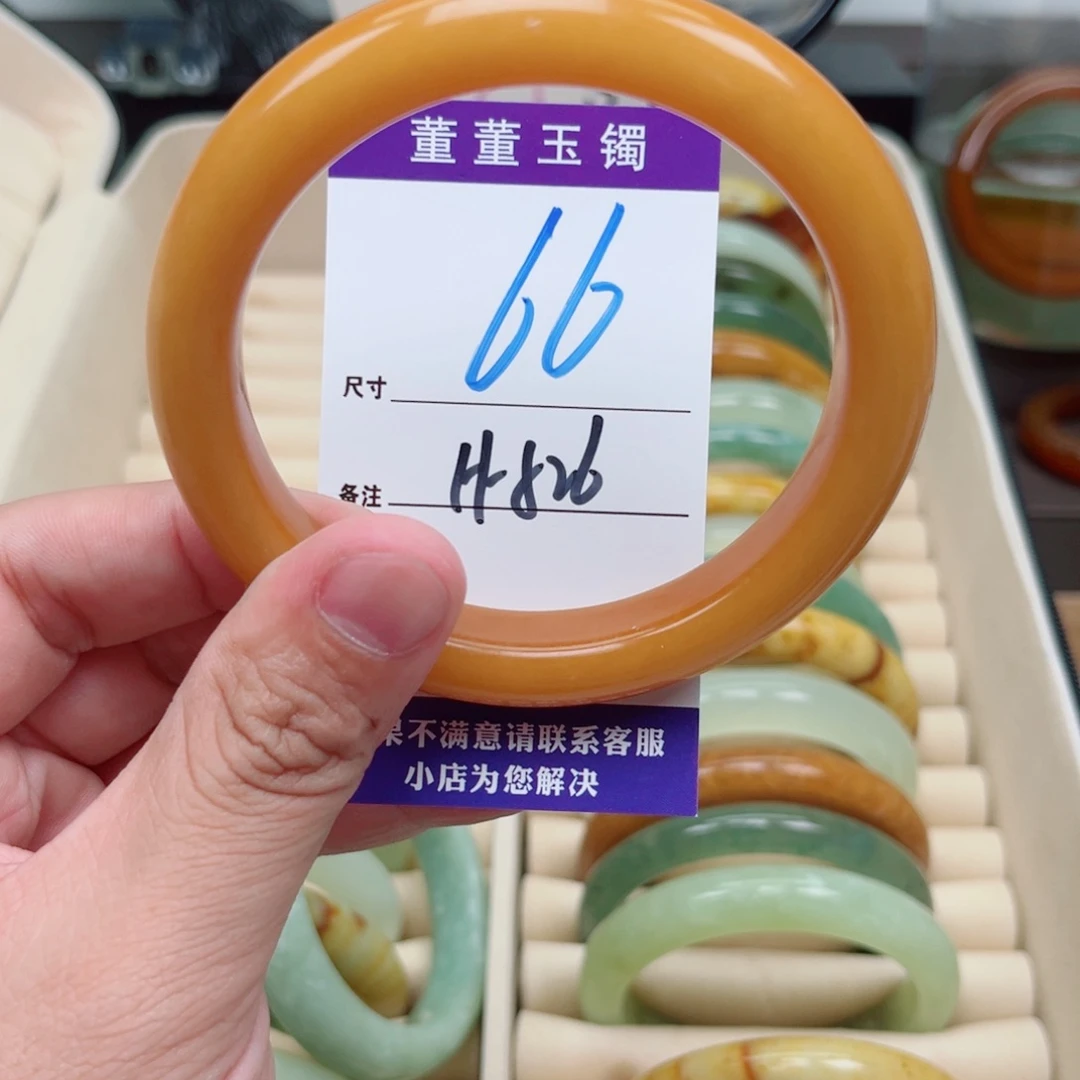 董董玉镯
66
尺寸
H826
备注
果不满意请联系客服
小店为您解决